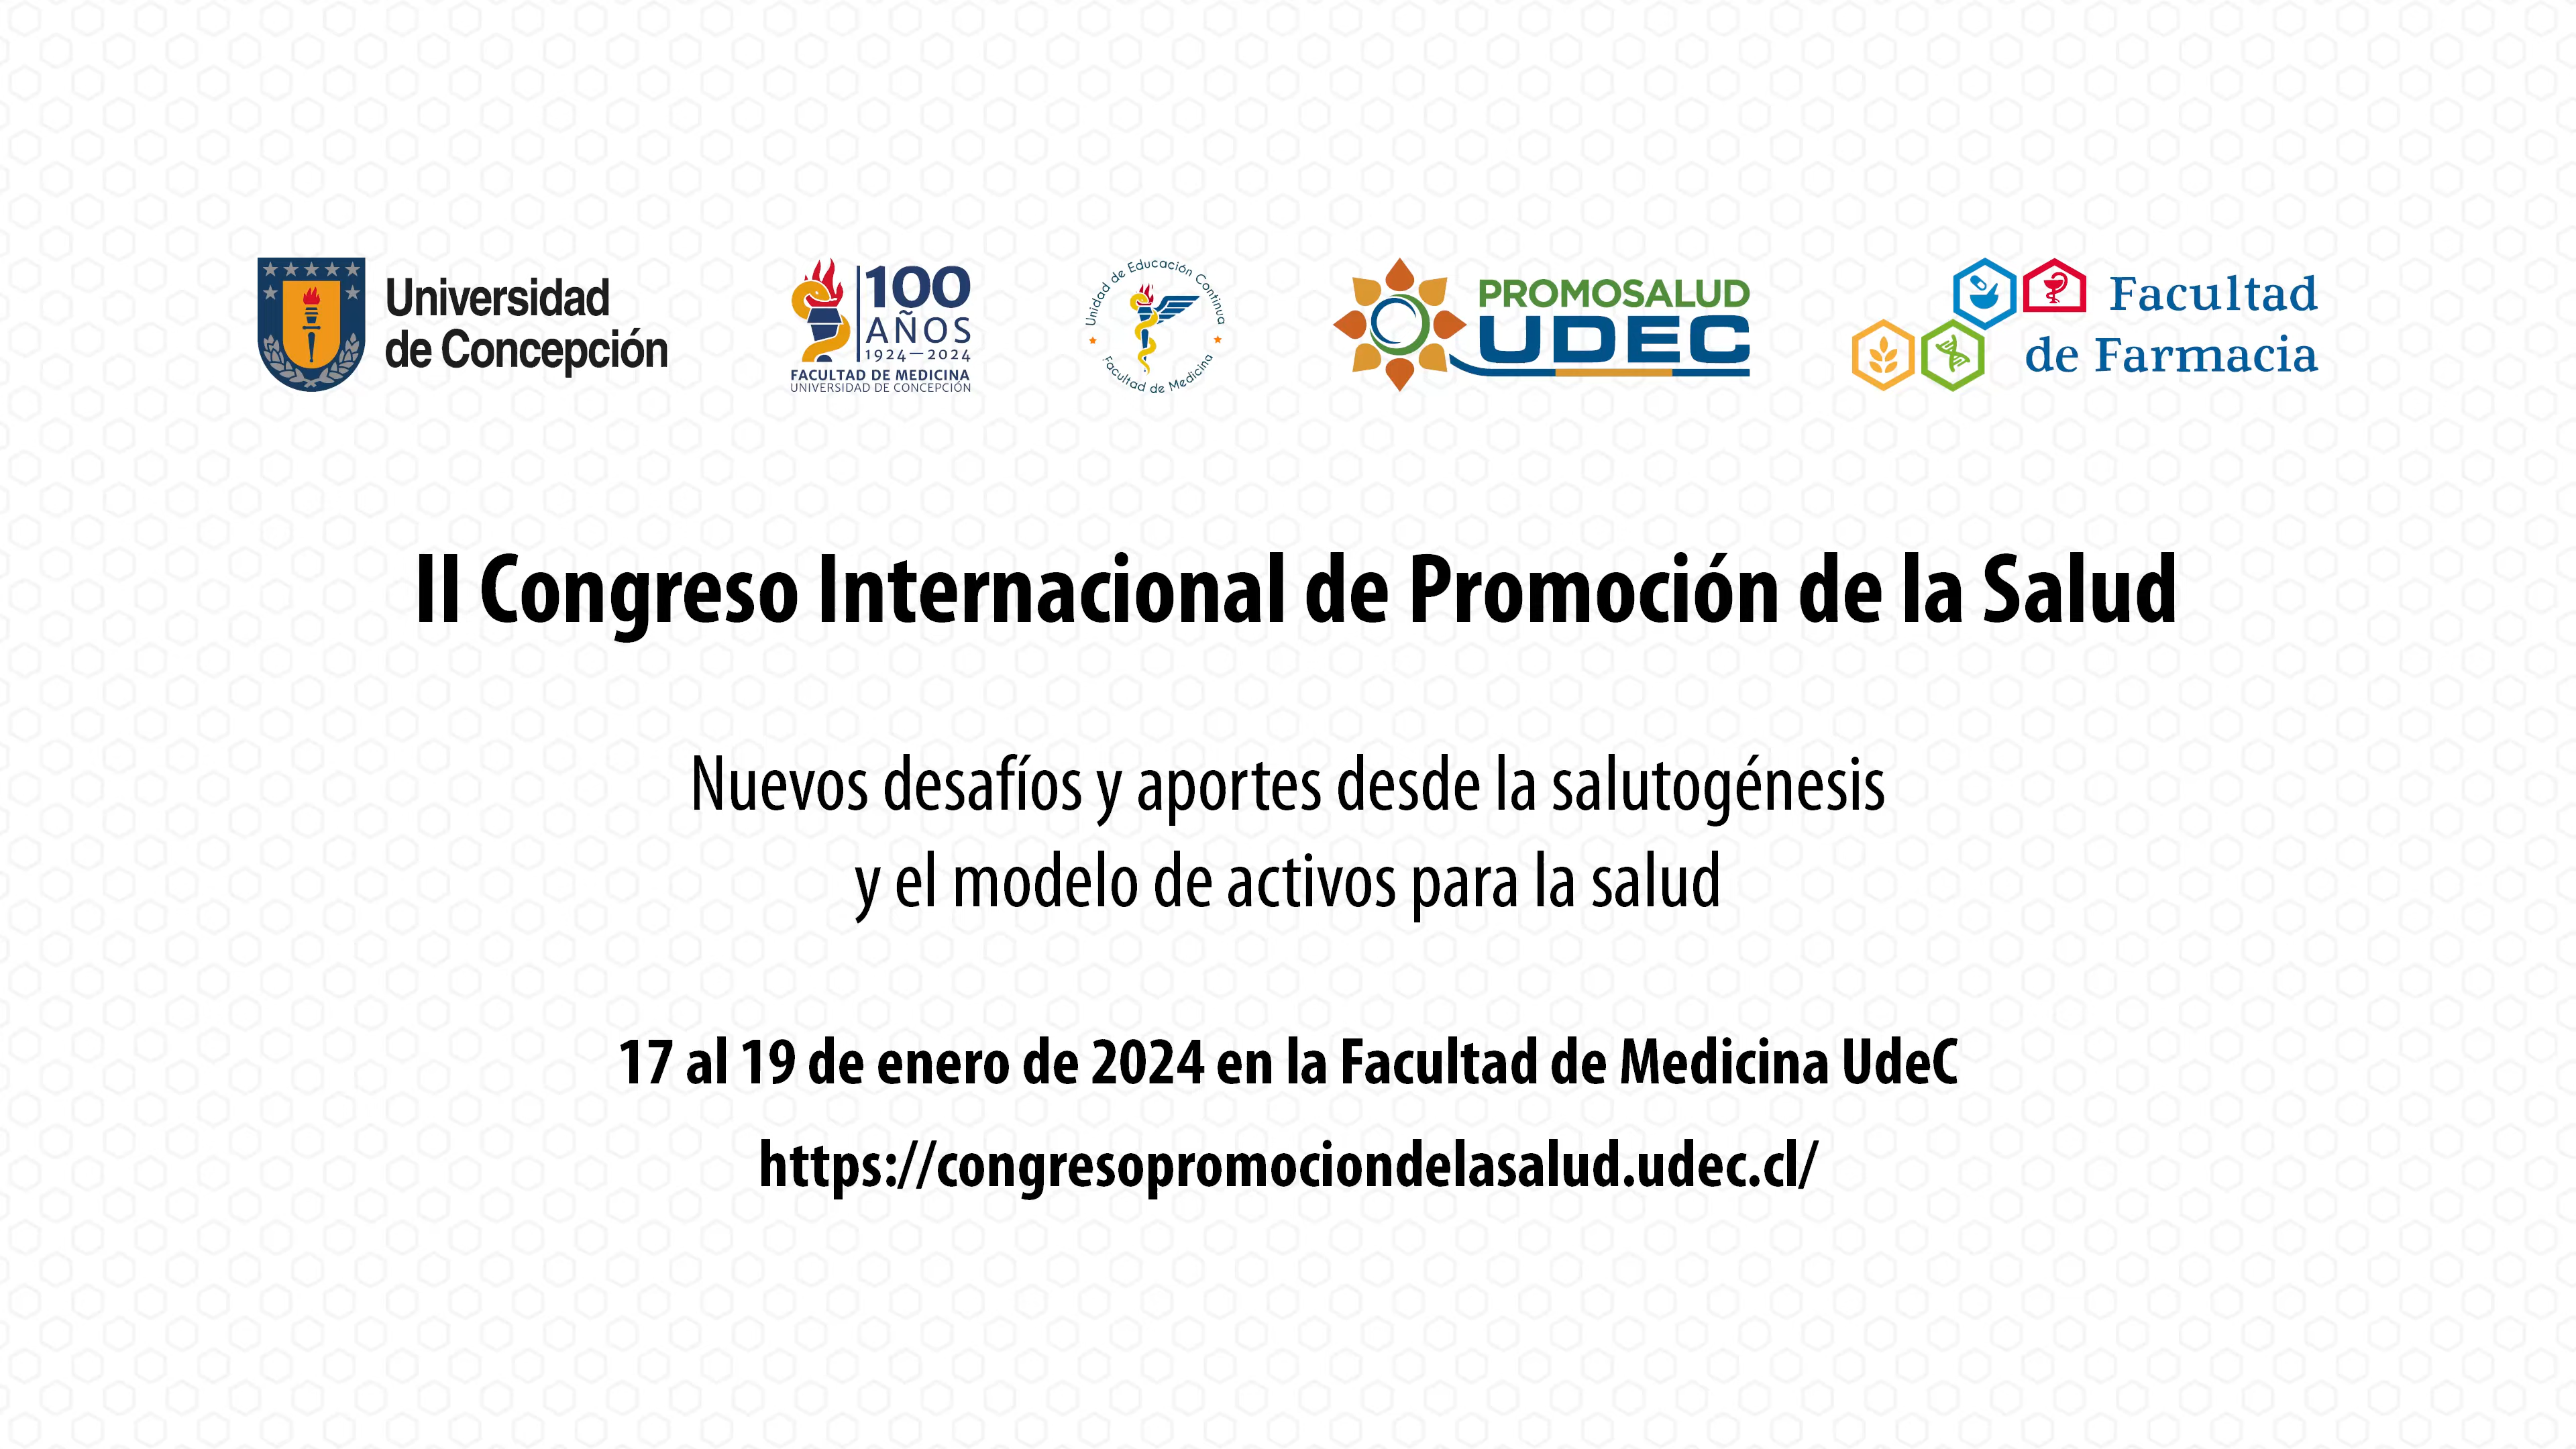 Universidad
de Concepción
100
AÑOS
1924—2024
FACULTAD DE MEDICINA
UNIVERSIDAD DE CONCEPCIÓN
Unidad de Educación Continua
Facultad de Medicina
PROMOSALUD
UDEC
Facultad
de Farmacia
II Congreso Internacional de Promoción de la Salud
Nuevos desafíos y aportes desde la salutogénesis
y el modelo de activos para la salud
17 al 19 de enero de 2024 en la Facultad de Medicina UdeC
https://congresopromociondelasalud.udec.cl/